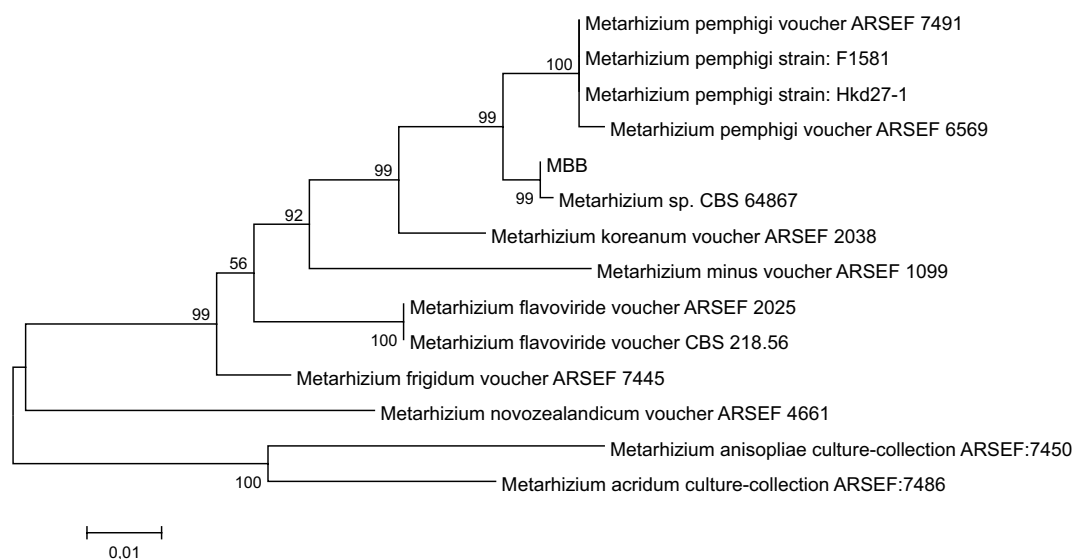 Metarhizium pemphigi voucher ARSEF 7491
Metarhizium pemphigi strain: F1581
100
Metarhizium pemphigi strain: Hkd27-1
99
Metarhizium pemphigi voucher ARSEF 6569
MBB
99
99
Metarhizium sp. CBS 64867
92
Metarhizium koreanum voucher ARSEF 2038
56
Metarhizium minus voucher ARSEF 1099
Metarhizium flavoviride voucher ARSEF 2025
99
100
Metarhizium flavoviride voucher CBS 218.56
Metarhizium frigidum voucher ARSEF 7445
Metarhizium novozealandicum voucher ARSEF 4661
Metarhizium anisopliae culture-collection ARSEF:7450
100
Metarhizium acridum culture-collection ARSEF:7486
0,01